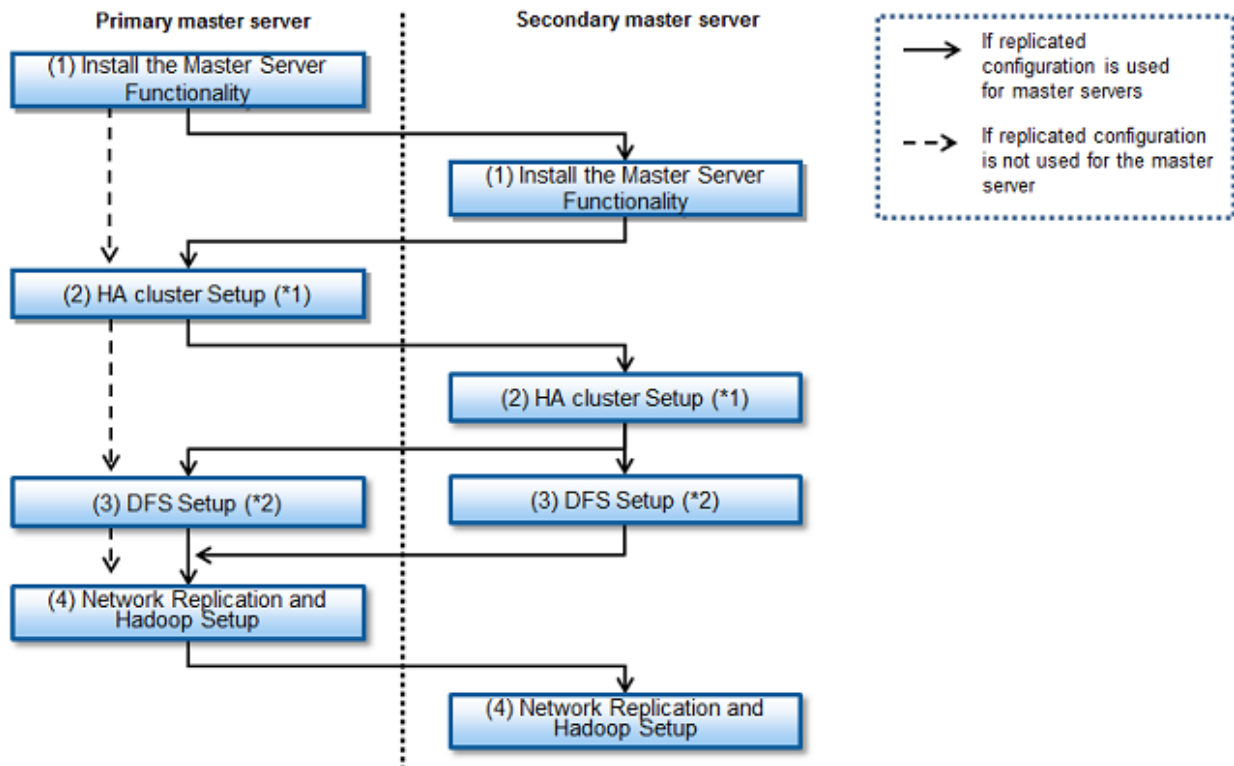 Primary master server
Secondary master server
(1) Install the Master Server
Functionality
(1) Install the Master Server
Functionality
(2) HA cluster Setup (*1)
(2) HA cluster Setup (*1)
(3) DFS Setup (*2)
(3) DFS Setup (*2)
(4) Network Replication and
Hadoop Setup
(4) Network Replication and
Hadoop Setup
If replicated
configuration is used
for master servers
If replicated configuration
is not used for the master
server